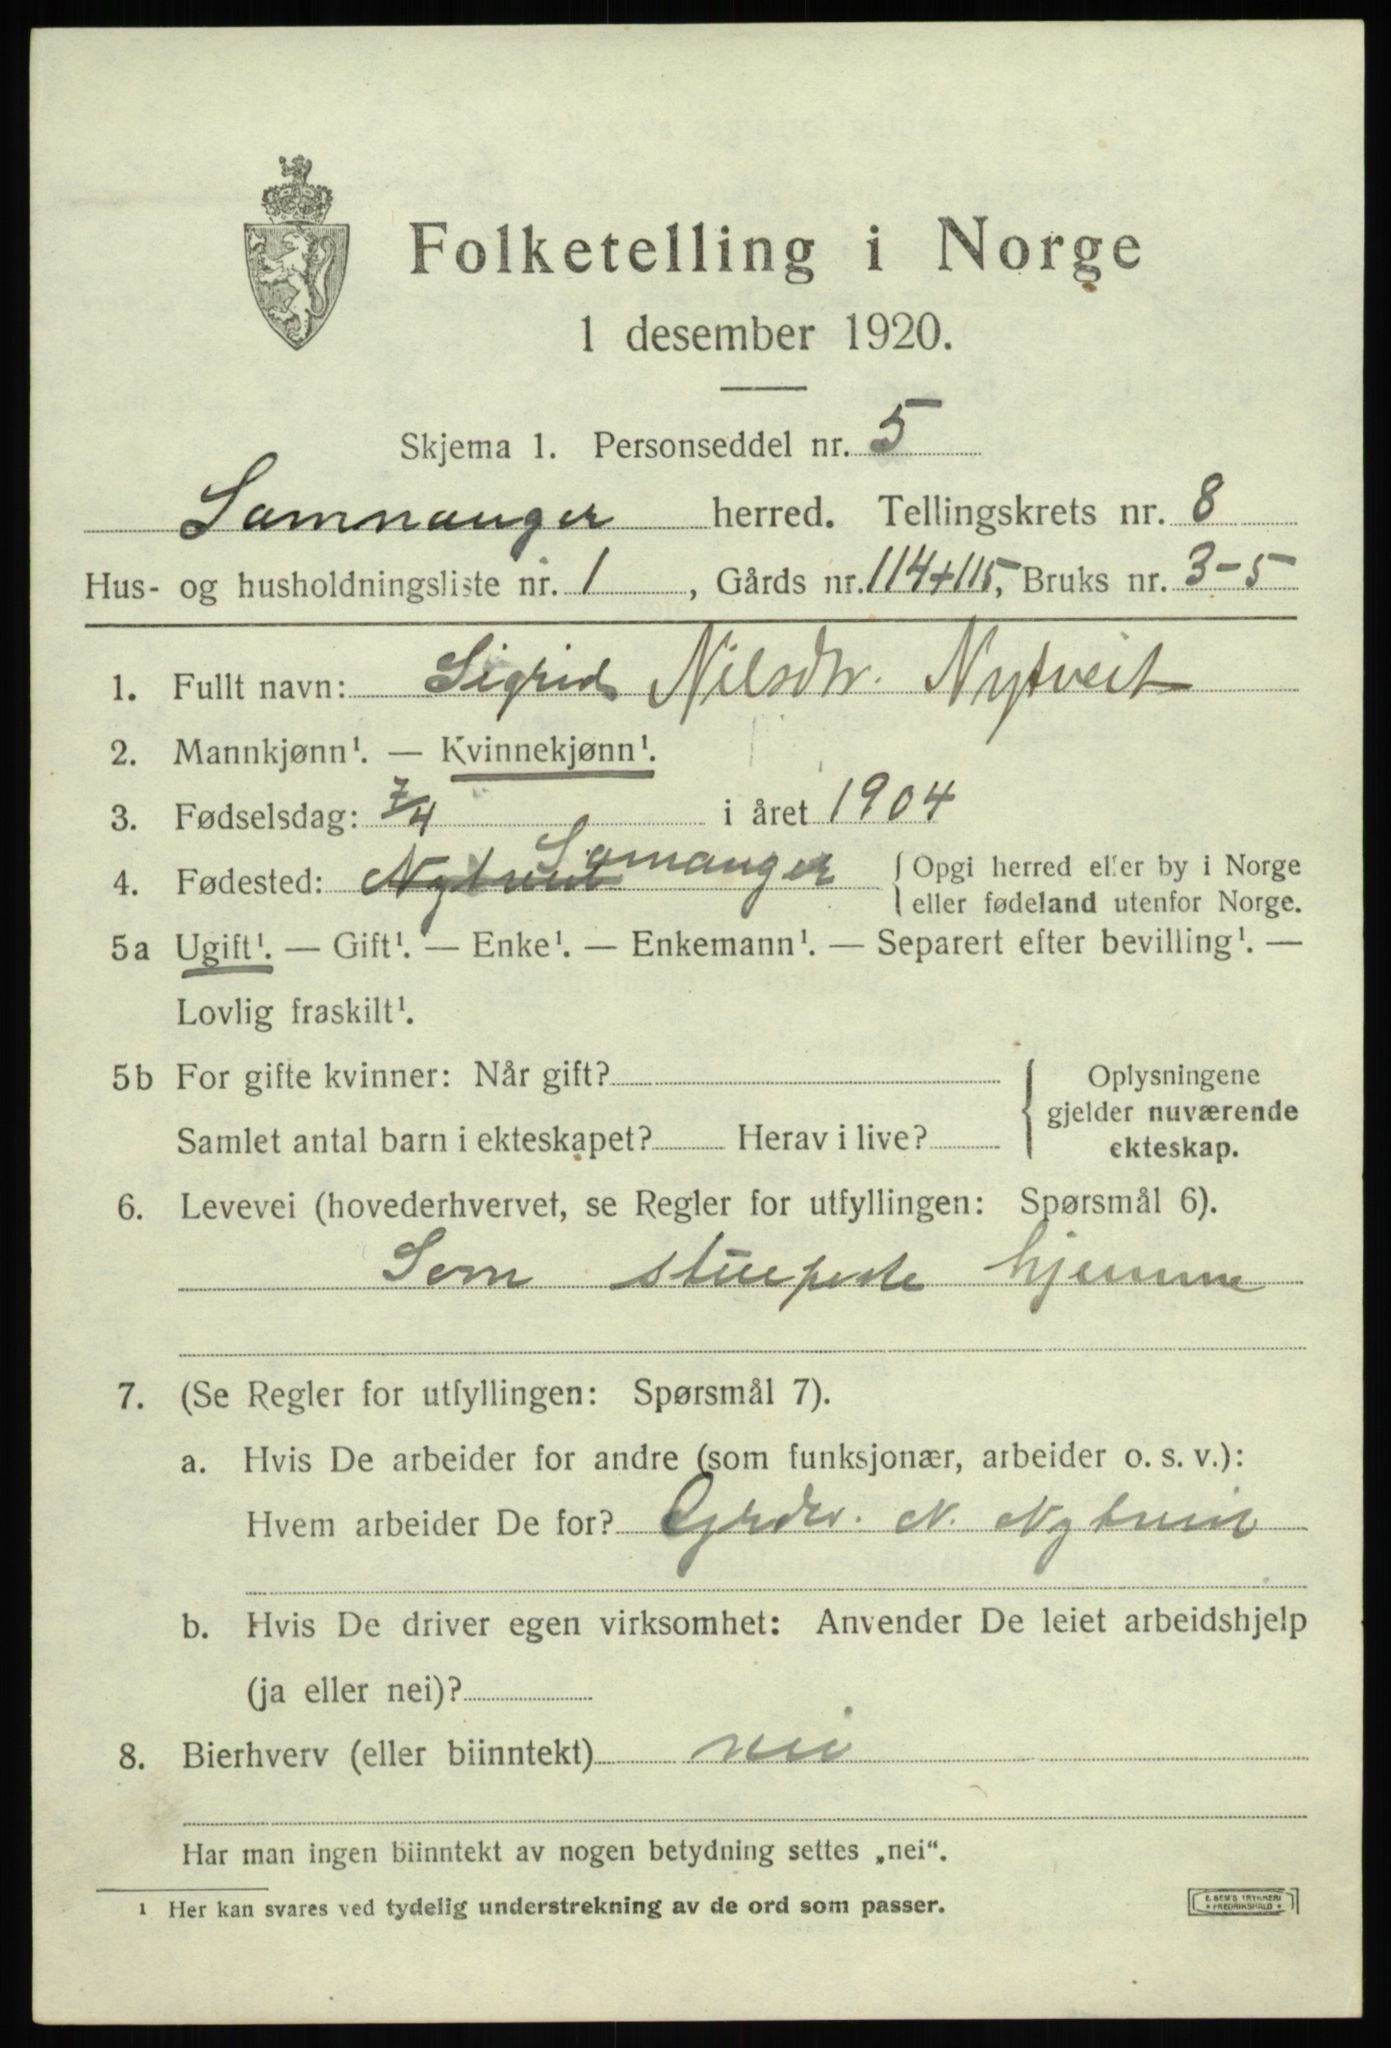 Folketelling i Norge
1 desember 1920.
Skjema 1. Personseddel nr. 5
Samnanger herred. Tellingskrets nr. 8
Hus- og husholdningsliste nr. 1, Gårds nr. 114+115, Bruks nr. 3-5
1. Fullt navn: Sigrid Nilsdtr. Nytveit
2. Mannkjønn¹. — Kvinnekjønn¹.
3. Fødselsdag: 7/4 i året 1904
4. Fødested: Nytveit Samanger { Opgi herred eller by i Norge
eller fødeland utenfor Norge.
5a Ugift¹. — Gift¹. — Enke¹. — Enkemann¹. — Separert efter bevilling¹. —
Lovlig fraskilt¹.
5b For gifte kvinner: Når gift?
Samlet antal barn i ekteskapet? Herav i live?
{ Oplysningene
gjelder nuværende
ekteskap.
6. Levevei (hovederhvervet, se Regler for utfyllingen: Spørsmål 6).
Som hjemme
7. (Se Regler for utfyllingen: Spørsmål 7).
a. Hvis De arbeider for andre (som funksjonær, arbeider o. s. v.):
Hvem arbeider De for? N. Nytveit
b. Hvis De driver egen virksomhet: Anvender De leiet arbeidshjelp
(ja eller nei)?
8. Bierhverv (eller biinntekt) nei
Har man ingen biinntekt av nogen betydning settes „nei“.
¹ Her kan svares ved tydelig understrekning av de ord som passer.
E. SEM'S TRYKKERI
* FREDRIKSHALD *